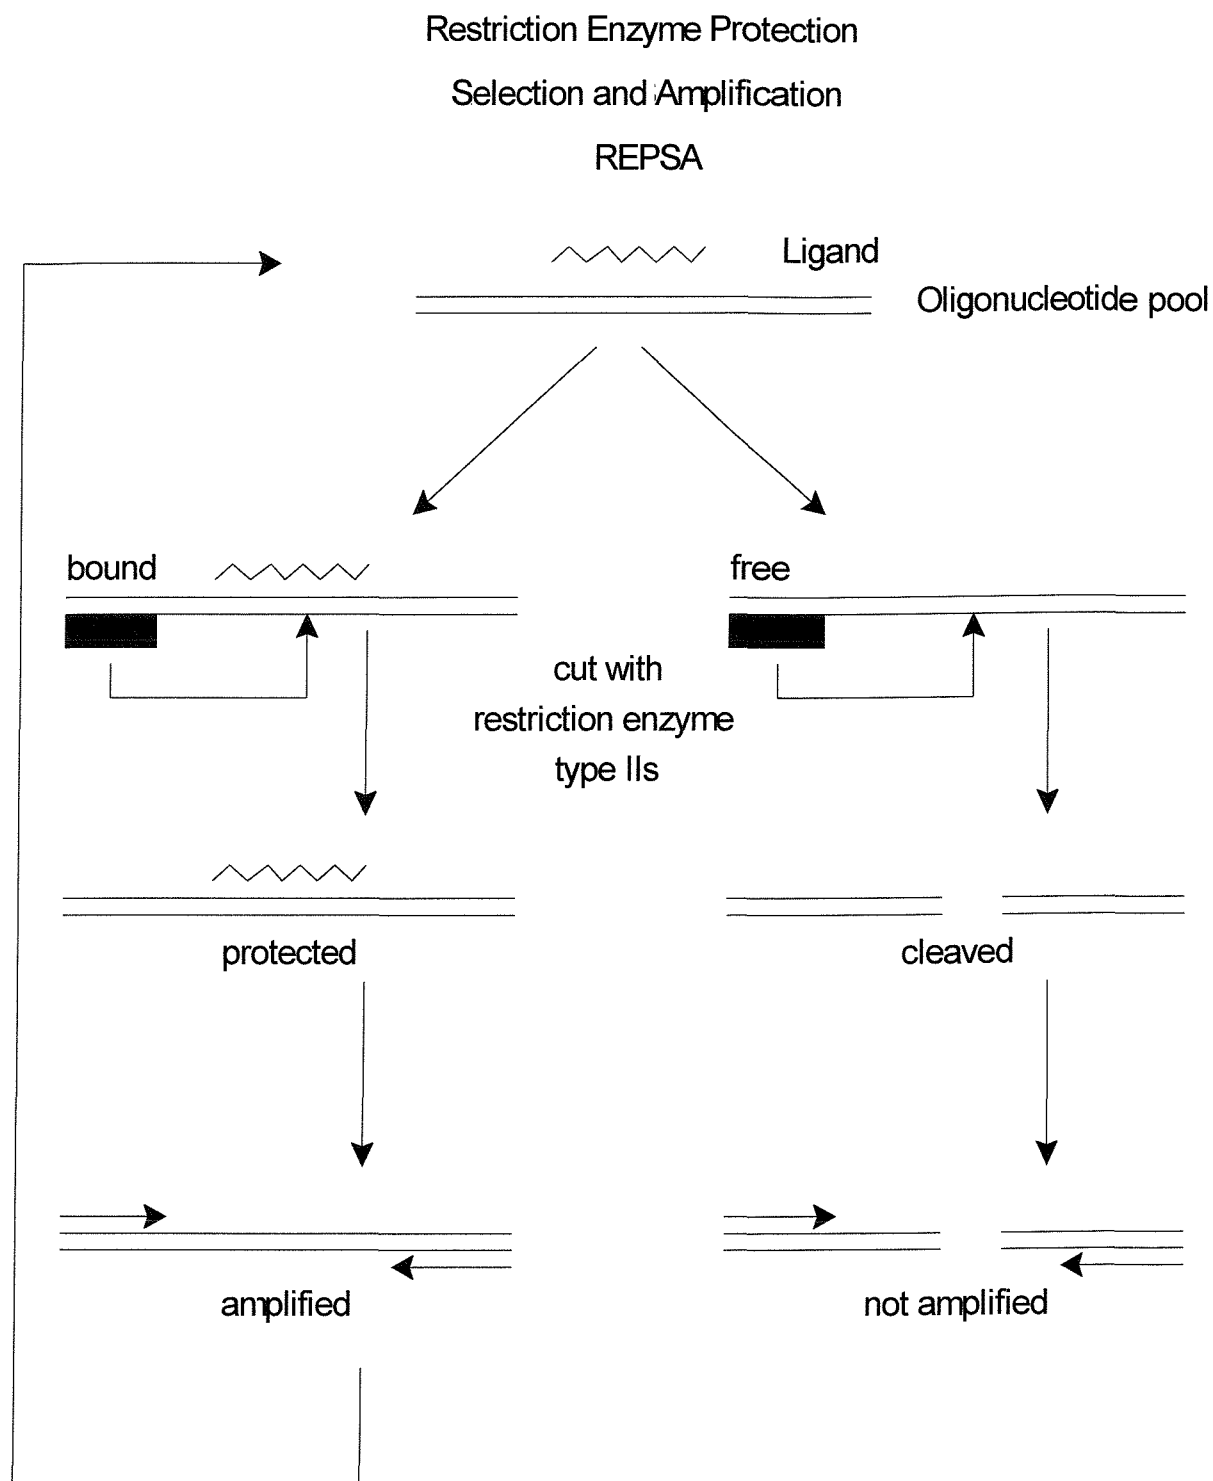 Restriction Enzyme Protection
Selection and Amplification
REPSA
Ligand
Oligonucleotide pool
bound
free
cut with
restriction enzyme
type IIs
protected
cleaved
amplified
not amplified